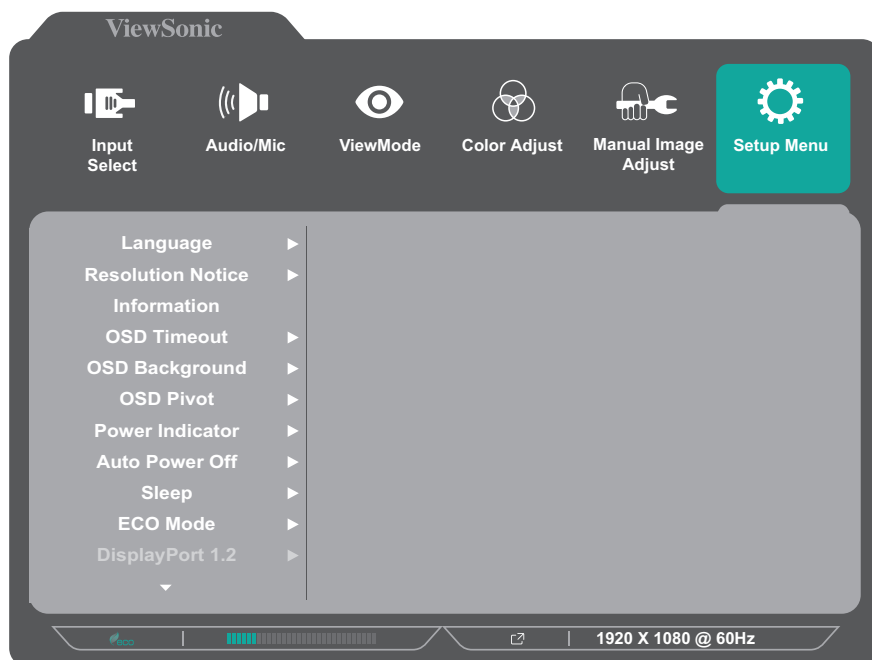 ViewSonic
Input
Select
Audio/Mic
ViewMode
Color Adjust
Manual Image
Adjust
Setup Menu
Language
Resolution Notice
Information
OSD Timeout
OSD Background
OSD Pivot
Power Indicator
Auto Power Off
Sleep
ECO Mode
DisplayPort 1.2
eco
1920 X 1080 @ 60Hz